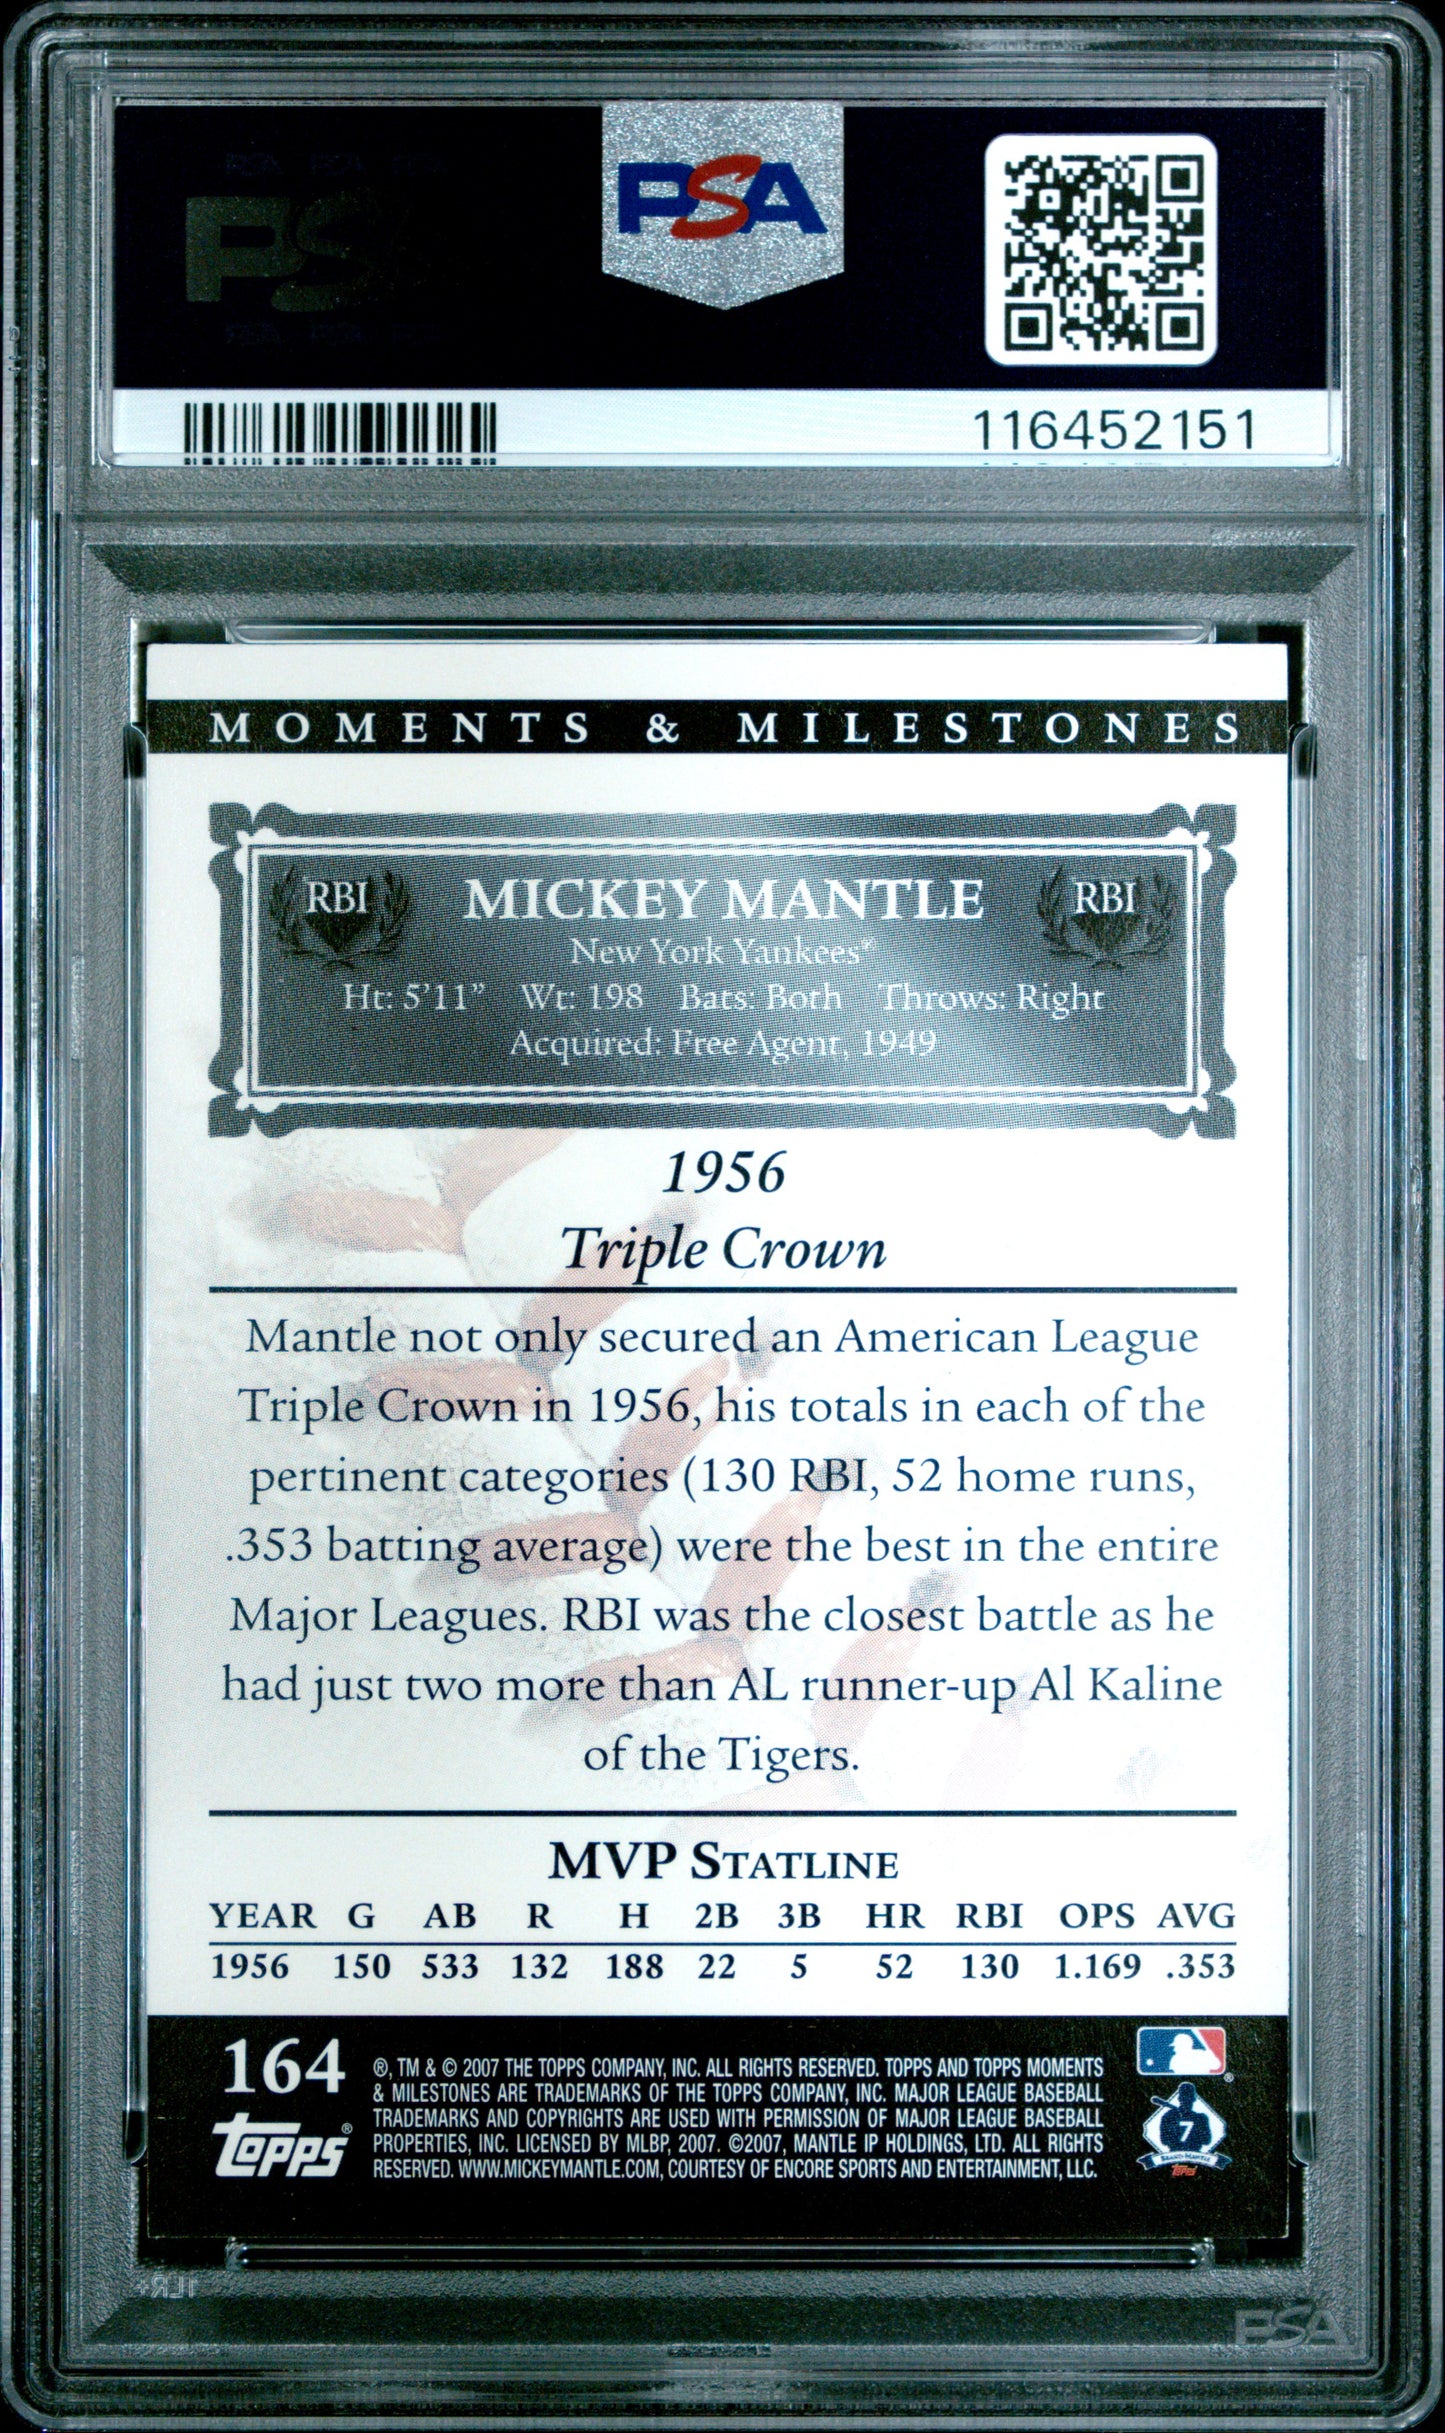 PSA
116452151
MOMENTS & MILESTONES
RBI MICKEY MANTLE RBI
New York Yankees®
Ht: 5’11” Wt: 198 Bats: Both Throws: Right
Acquired: Free Agent, 1949
1956
Triple Crown
Mantle not only secured an American League
Triple Crown in 1956, his totals in each of the
pertinent categories (130 RBI, 52 home runs,
.353 batting average) were the best in the entire
Major Leagues. RBI was the closest battle as he
had just two more than AL runner-up Al Kaline
of the Tigers.
MVP STATLINE
YEAR G AB R H 2B 3B HR RBI OPS AVG
1956 150 533 132 188 22 5 52 130 1.169 .353
164
Topps®
®, TM & © 2007 THE TOPPS COMPANY, INC. ALL RIGHTS RESERVED. TOPPS AND TOPPS MOMENTS
& MILESTONES ARE TRADEMARKS OF THE TOPPS COMPANY, INC. MAJOR LEAGUE BASEBALL
TRADEMARKS AND COPYRIGHTS ARE USED WITH PERMISSION OF MAJOR LEAGUE BASEBALL
PROPERTIES, INC. LICENSED BY MLBP, 2007. ©2007, MANTLE IP HOLDINGS, LTD. ALL RIGHTS
RESERVED. WWW.MICKEYMANTLE.COM, COURTESY OF ENCORE SPORTS AND ENTERTAINMENT, LLC.
7
Topps
PSA